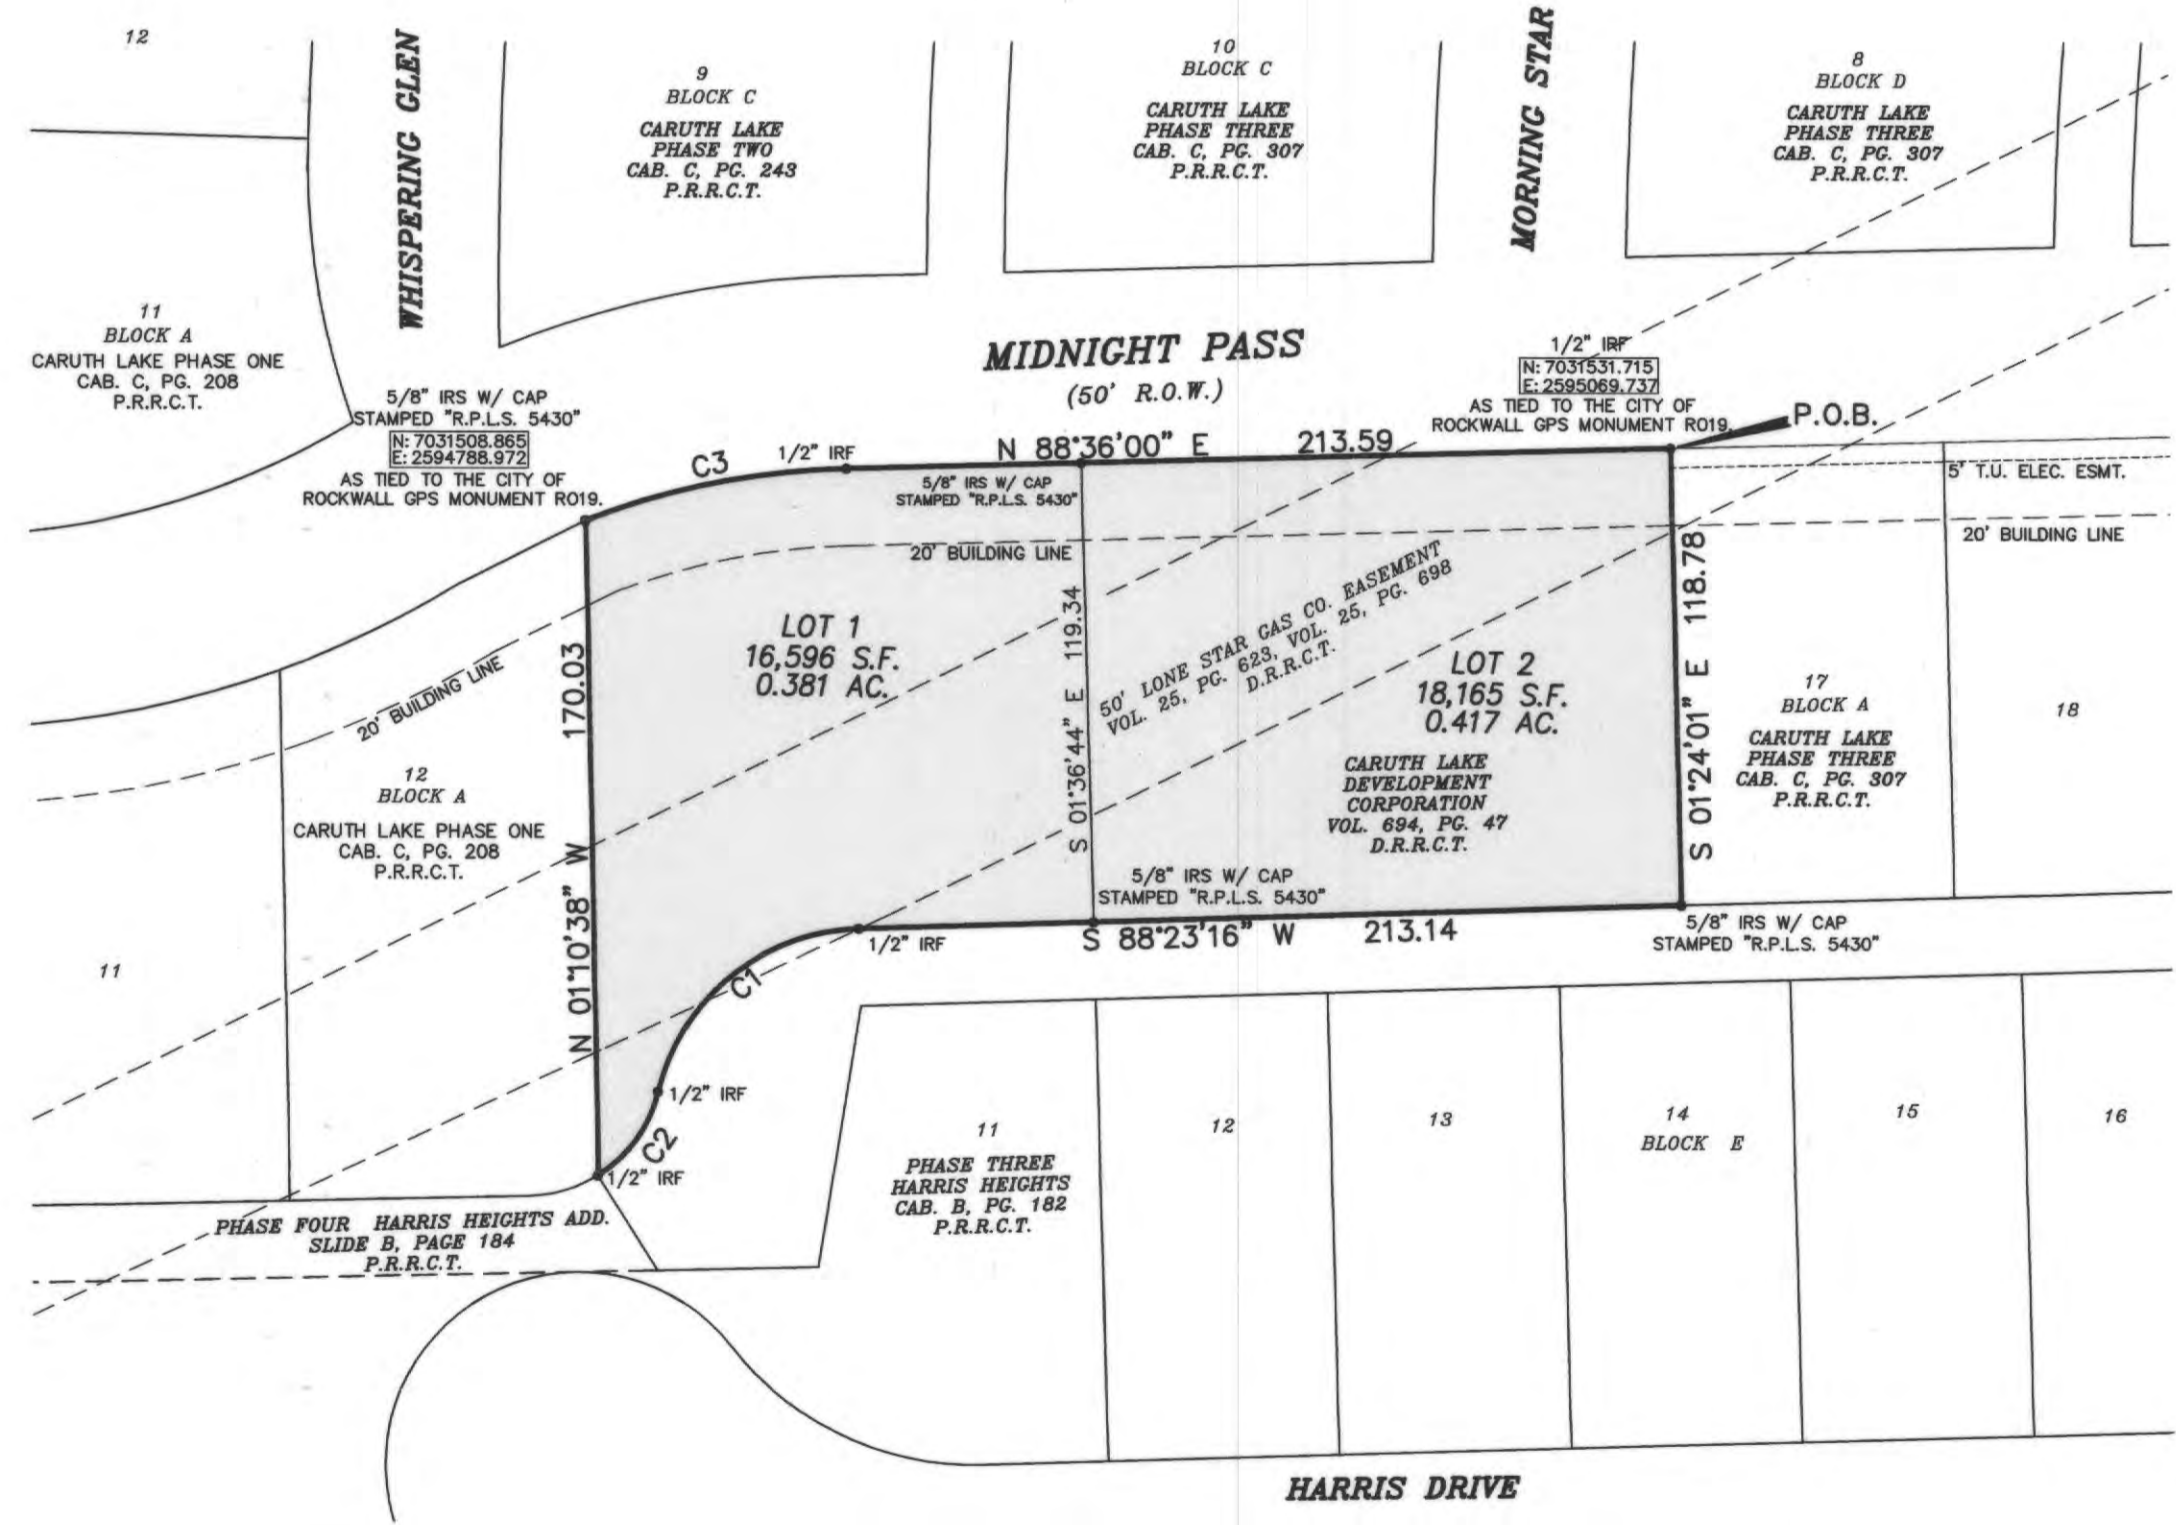 12
WHISPERING GLEN
9
BLOCK C
CARUTH LAKE
PHASE TWO
CAB. C, PG. 243
P.R.R.C.T.
10
BLOCK C
CARUTH LAKE
PHASE THREE
CAB. C, PG. 307
P.R.R.C.T.
MORNING STAR
8
BLOCK D
CARUTH LAKE
PHASE THREE
CAB. C, PG. 307
P.R.R.C.T.
11
BLOCK A
CARUTH LAKE PHASE ONE
CAB. C, PG. 208
P.R.R.C.T.
5/8" IRS W/ CAP
STAMPED "R.P.L.S. 5430"
N: 7031508.865
E: 2594788.972
AS TIED TO THE CITY OF
ROCKWALL GPS MONUMENT RO19.
MIDNIGHT PASS
(50' R.O.W.)
1/2" IRF
N: 7031531.715
E: 2595069.737
AS TIED TO THE CITY OF
ROCKWALL GPS MONUMENT RO19.
P.O.B.
C3
1/2" IRF
N 88°36'00" E 213.59
5/8" IRS W/ CAP
STAMPED "R.P.L.S. 5430"
5' T.U. ELEC. ESMT.
20' BUILDING LINE
20' BUILDING LINE
20' BUILDING LINE
LOT 1
16,596 S.F.
0.381 AC.
N 01°10'38" W 170.03
S 01°36'44" E 119.34
50' LONE STAR GAS CO. EASEMENT
VOL. 25, PG. 623, VOL. 25, PG. 698
D.R.R.C.T.
LOT 2
18,165 S.F.
0.417 AC.
CARUTH LAKE
DEVELOPMENT
CORPORATION
VOL. 694, PG. 47
D.R.R.C.T.
S 01°24'01" E 118.78
17
BLOCK A
CARUTH LAKE
PHASE THREE
CAB. C, PG. 307
P.R.R.C.T.
18
12
BLOCK A
CARUTH LAKE PHASE ONE
CAB. C, PG. 208
P.R.R.C.T.
11
5/8" IRS W/ CAP
STAMPED "R.P.L.S. 5430"
1/2" IRF
S 88°23'16" W 213.14
5/8" IRS W/ CAP
STAMPED "R.P.L.S. 5430"
C1
1/2" IRF
C2
1/2" IRF
PHASE FOUR HARRIS HEIGHTS ADD.
SLIDE B, PAGE 184
P.R.R.C.T.
11
PHASE THREE
HARRIS HEIGHTS
CAB. B, PG. 182
P.R.R.C.T.
12
13
14
BLOCK E
15
16
HARRIS DRIVE